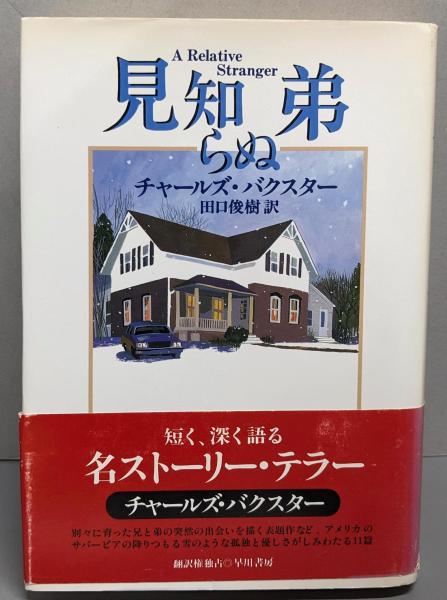 A Relative
Stranger
見知らぬ弟
チャールズ・バクスター
田口俊樹 訳
短く、深く語る
名ストーリー・テラー
チャールズ・バクスター
別々に育った兄と弟の突然の出会いを描く表題作など、アメリカの
サバービアの降りつもる雪のような孤独と優しさがしみわたる11篇
翻訳権独占◎早川書房